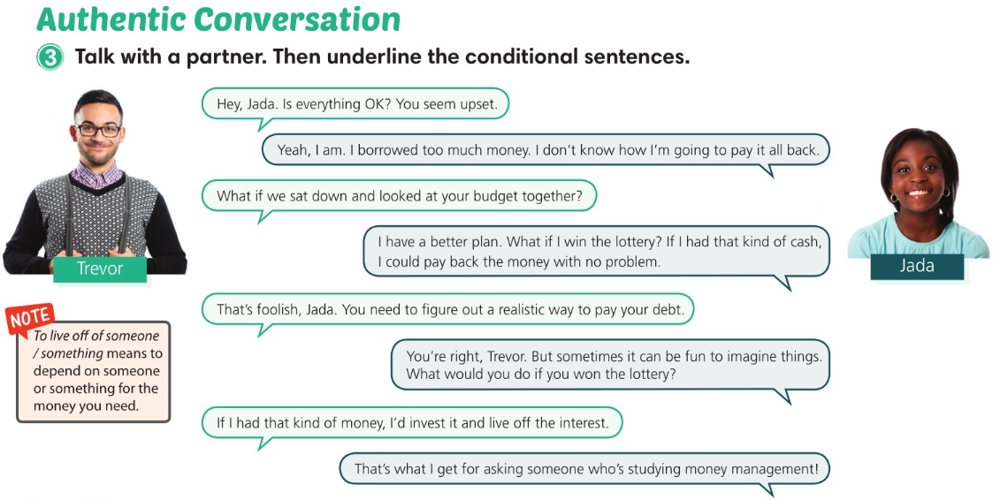 Authentic Conversation
3 Talk with a partner. Then underline the conditional sentences.
Hey, Jada. Is everything OK? You seem upset.
Yeah, I am. I borrowed too much money. I don't know how I'm going to pay it all back.
What if we sat down and looked at your budget together?
I have a better plan. What if I win the lottery? If I had that kind of cash,
I could pay back the money with no problem.
Trevor
Jada
That's foolish, Jada. You need to figure out a realistic way to pay your debt.
NOTE
To live off of someone
/ something means to
depend on someone
or something for the
money you need.
You're right, Trevor. But sometimes it can be fun to imagine things.
What would you do if you won the lottery?
If I had that kind of money, I'd invest it and live off the interest.
That's what I get for asking someone who's studying money management!